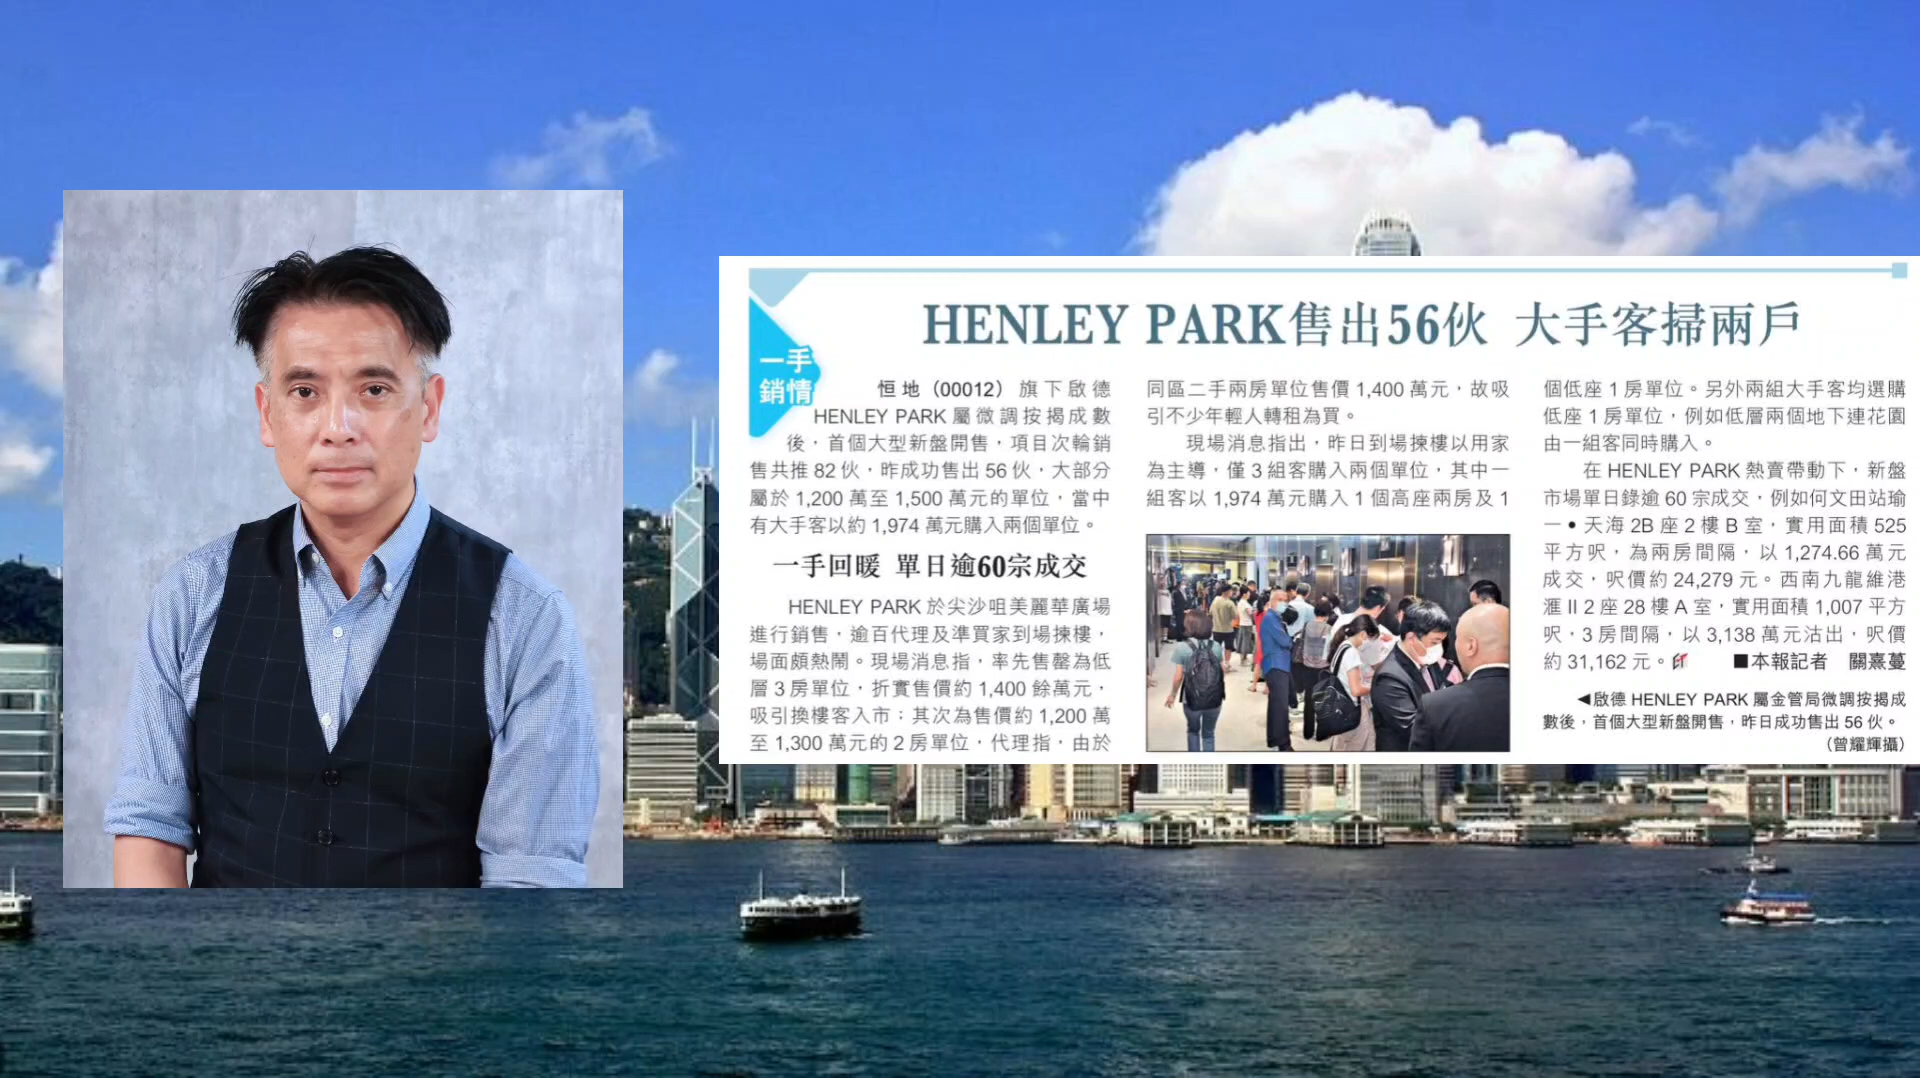 HENLEY PARK售出56伙 大手客掃兩戶
一手
銷情
恒地（00012）旗下啟德
HENLEY PARK 屬微調按揭成數
後，首個大型新盤開售，項目次輪銷
售共推 82 伙，昨成功售出 56 伙，大部分
屬於 1,200 萬至 1,500 萬元的單位，當中
有大手客以約 1,974 萬元購入兩個單位。
一手回暖 單日逾60宗成交
HENLEY PARK 於尖沙咀美麗華廣場
進行銷售，逾百代理及準買家到場揀樓，
場面頗熱鬧。現場消息指，率先售罄為低
層 3 房單位，折實售價約 1,400 餘萬元，
吸引換樓客入市；其次為售價約 1,200 萬
至 1,300 萬元的 2 房單位，代理指，由於
同區二手兩房單位售價 1,400 萬元，故吸
引不少年輕人轉租為買。
現場消息指出，昨日到場揀樓以用家
為主導，僅 3 組客購入兩個單位，其中一
組客以 1,974 萬元購入 1 個高座兩房及 1
個低座 1 房單位。另外兩組大手客均選購
低座 1 房單位，例如低層兩個地下連花園
由一組客同時購入。
在 HENLEY PARK 熱賣帶動下，新盤
市場單日錄逾 60 宗成交，例如何文田站瑜
一 • 天海 2B 座 2 樓 B 室，實用面積 525
平方呎，為兩房間隔，以 1,274.66 萬元
成交，呎價約 24,279 元。西南九龍維港
滙 II 2 座 28 樓 A 室，實用面積 1,007 平方
呎，3 房間隔，以 3,138 萬元沽出，呎價
約 31,162 元。 ■本報記者 關熹蔓
◀啟德 HENLEY PARK 屬金管局微調按揭成
數後，首個大型新盤開售，昨日成功售出 56 伙。
（曾耀輝攝）